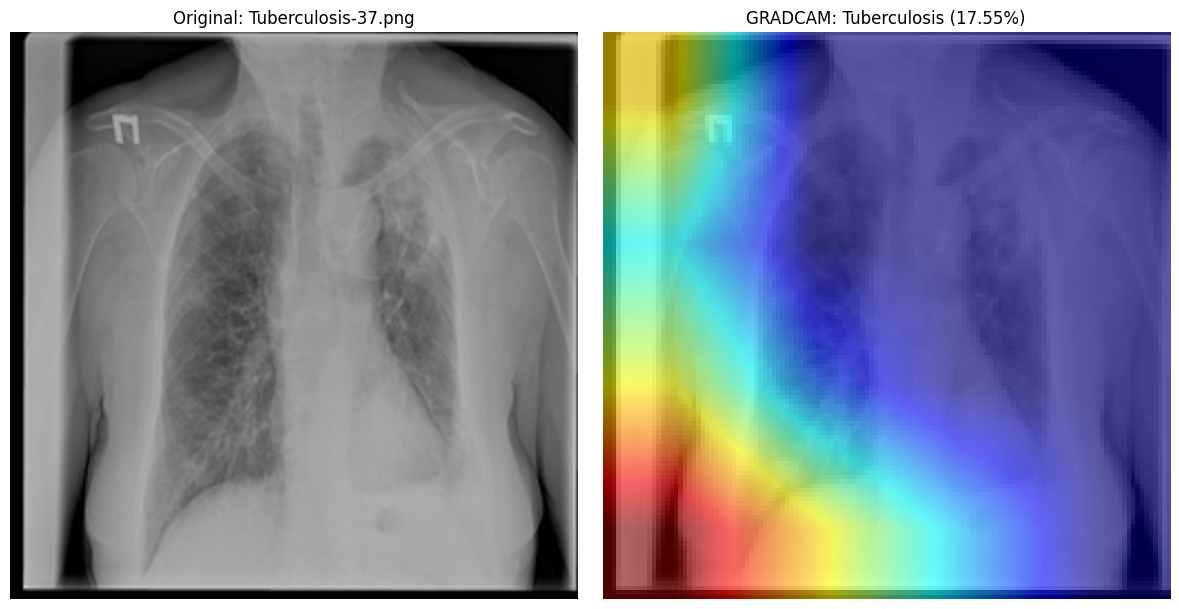 Original: Tuberculosis-37.png
GRADCAM: Tuberculosis (17.55%)
П